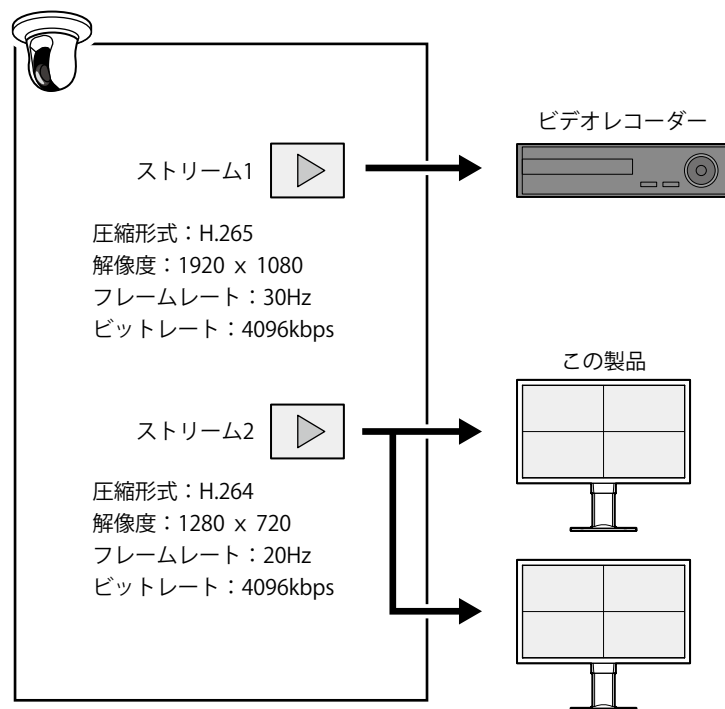 ビデオレコーダー
ストリーム1
圧縮形式：H.265
解像度：1920 x 1080
フレームレート：30Hz
ビットレート：4096kbps
この製品
ストリーム2
圧縮形式：H.264
解像度：1280 x 720
フレームレート：20Hz
ビットレート：4096kbps